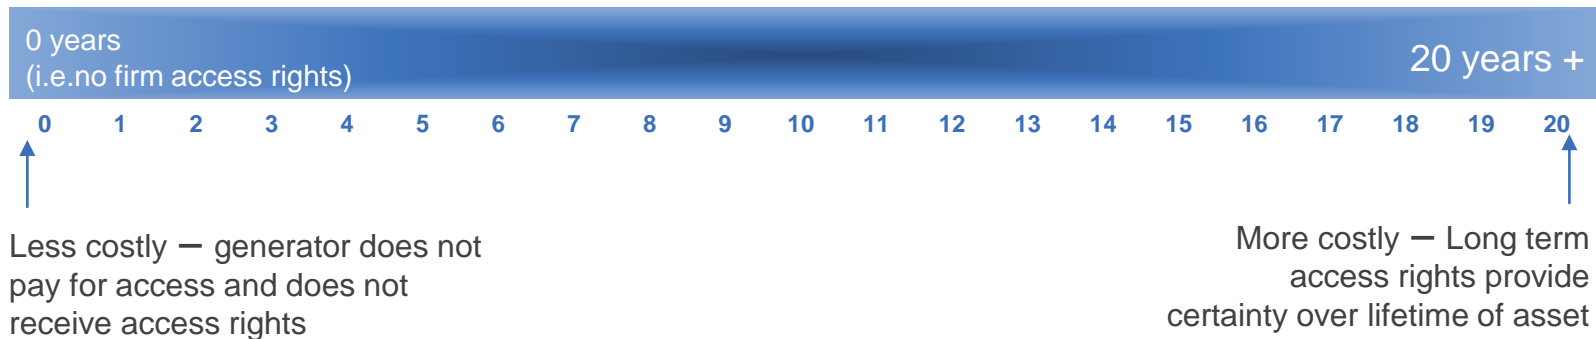 0 years
(i.e.no firm access rights)
20 years +
0 1 2 3 4 5 6 7 8 9 10 11 12 13 14 15 16 17 18 19 20
Less costly – generator does not
pay for access and does not
receive access rights
More costly – Long term
access rights provide
certainty over lifetime of asset